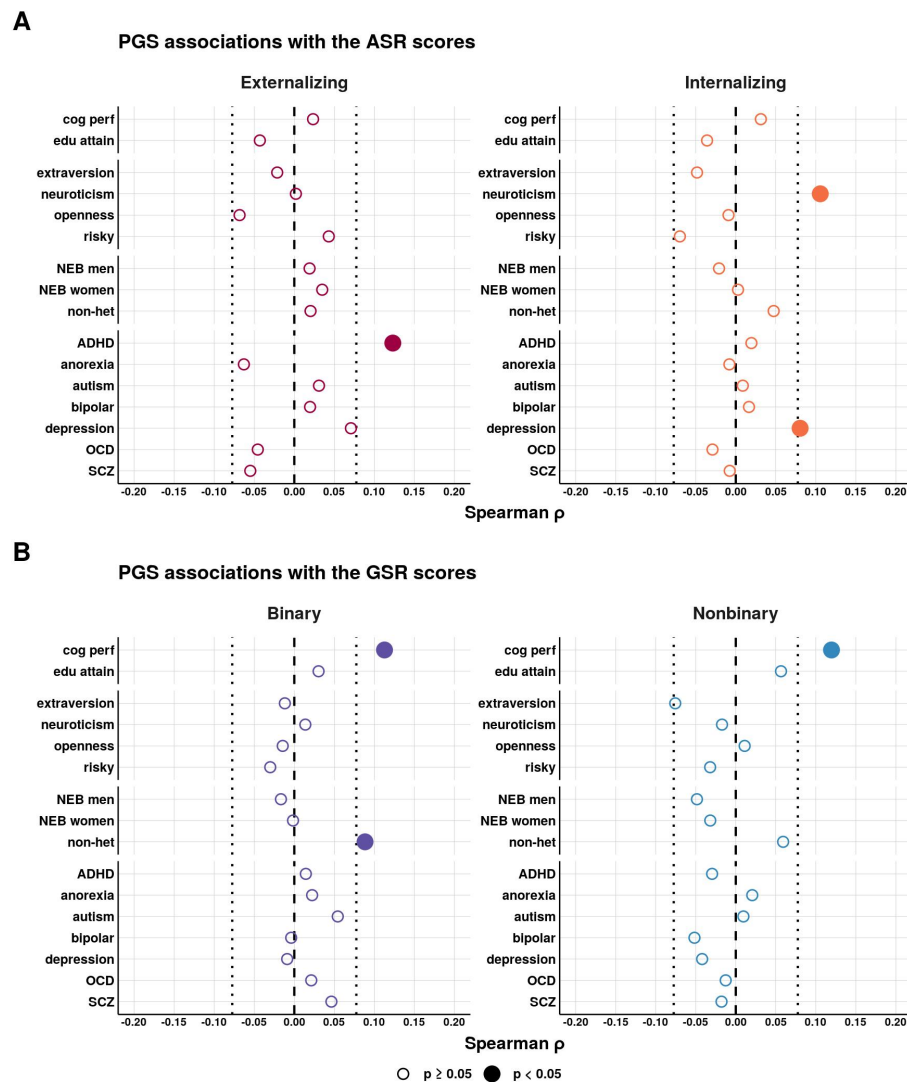 A
PGS associations with the ASR scores
Externalizing
Internalizing
cog perf
edu attain
extraversion
neuroticism
openness
risky
NEB men
NEB women
non-het
ADHD
anorexia
autism
bipolar
depression
OCD
SCZ
cog perf
edu attain
extraversion
neuroticism
openness
risky
NEB men
NEB women
non-het
ADHD
anorexia
autism
bipolar
depression
OCD
SCZ
-0.20 -0.15 -0.10 -0.05 0.00 0.05 0.10 0.15 0.20
-0.20 -0.15 -0.10 -0.05 0.00 0.05 0.10 0.15 0.20
Spearman ρ
B
PGS associations with the GSR scores
Binary
Nonbinary
cog perf
edu attain
extraversion
neuroticism
openness
risky
NEB men
NEB women
non-het
ADHD
anorexia
autism
bipolar
depression
OCD
SCZ
cog perf
edu attain
extraversion
neuroticism
openness
risky
NEB men
NEB women
non-het
ADHD
anorexia
autism
bipolar
depression
OCD
SCZ
-0.20 -0.15 -0.10 -0.05 0.00 0.05 0.10 0.15 0.20
-0.20 -0.15 -0.10 -0.05 0.00 0.05 0.10 0.15 0.20
Spearman ρ
p ≥ 0.05 p < 0.05